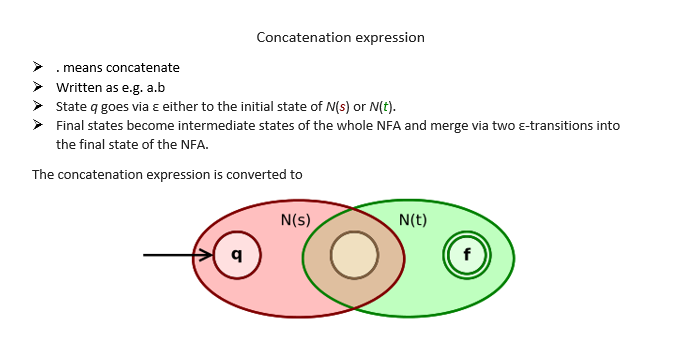 Concatenation expression
➤ . means concatenate
➤ Written as e.g. a.b
➤ State q goes via ε either to the initial state of N(s) or N(t).
➤ Final states become intermediate states of the whole NFA and merge via two ε-transitions into
the final state of the NFA.
The concatenation expression is converted to
N(s) N(t)
q f